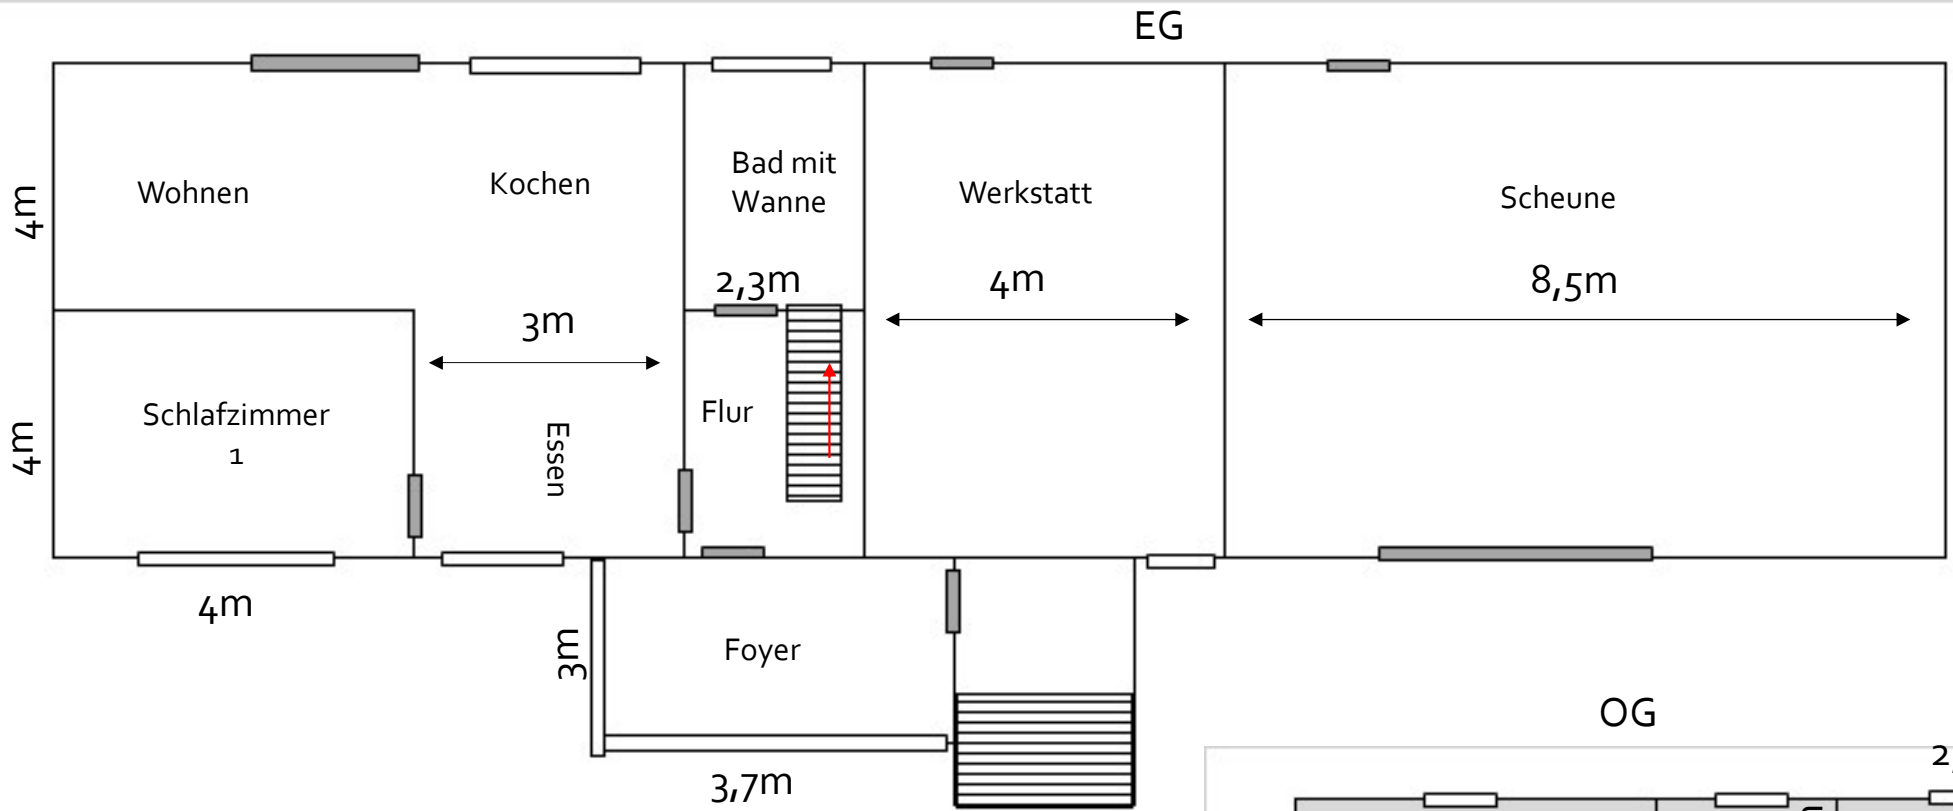 EG
Wohnen
Kochen
Bad mit
Wanne
Werkstatt
Scheune
4m
2,3m
4m
8,5m
3m
Schlafzimmer
1
Essen
Flur
4m
4m
3m
Foyer
3,7m
OG